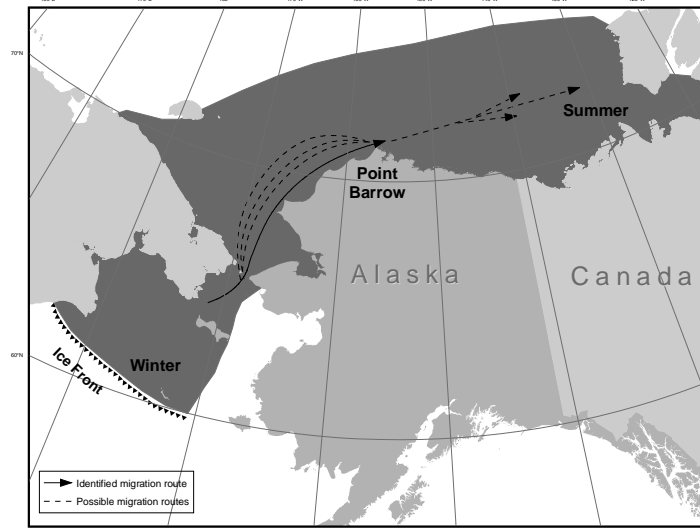 70°N
Summer
Point
Barrow
Alaska
Canada
60°N
Winter
Ice Front
Identified migration route
Possible migration routes